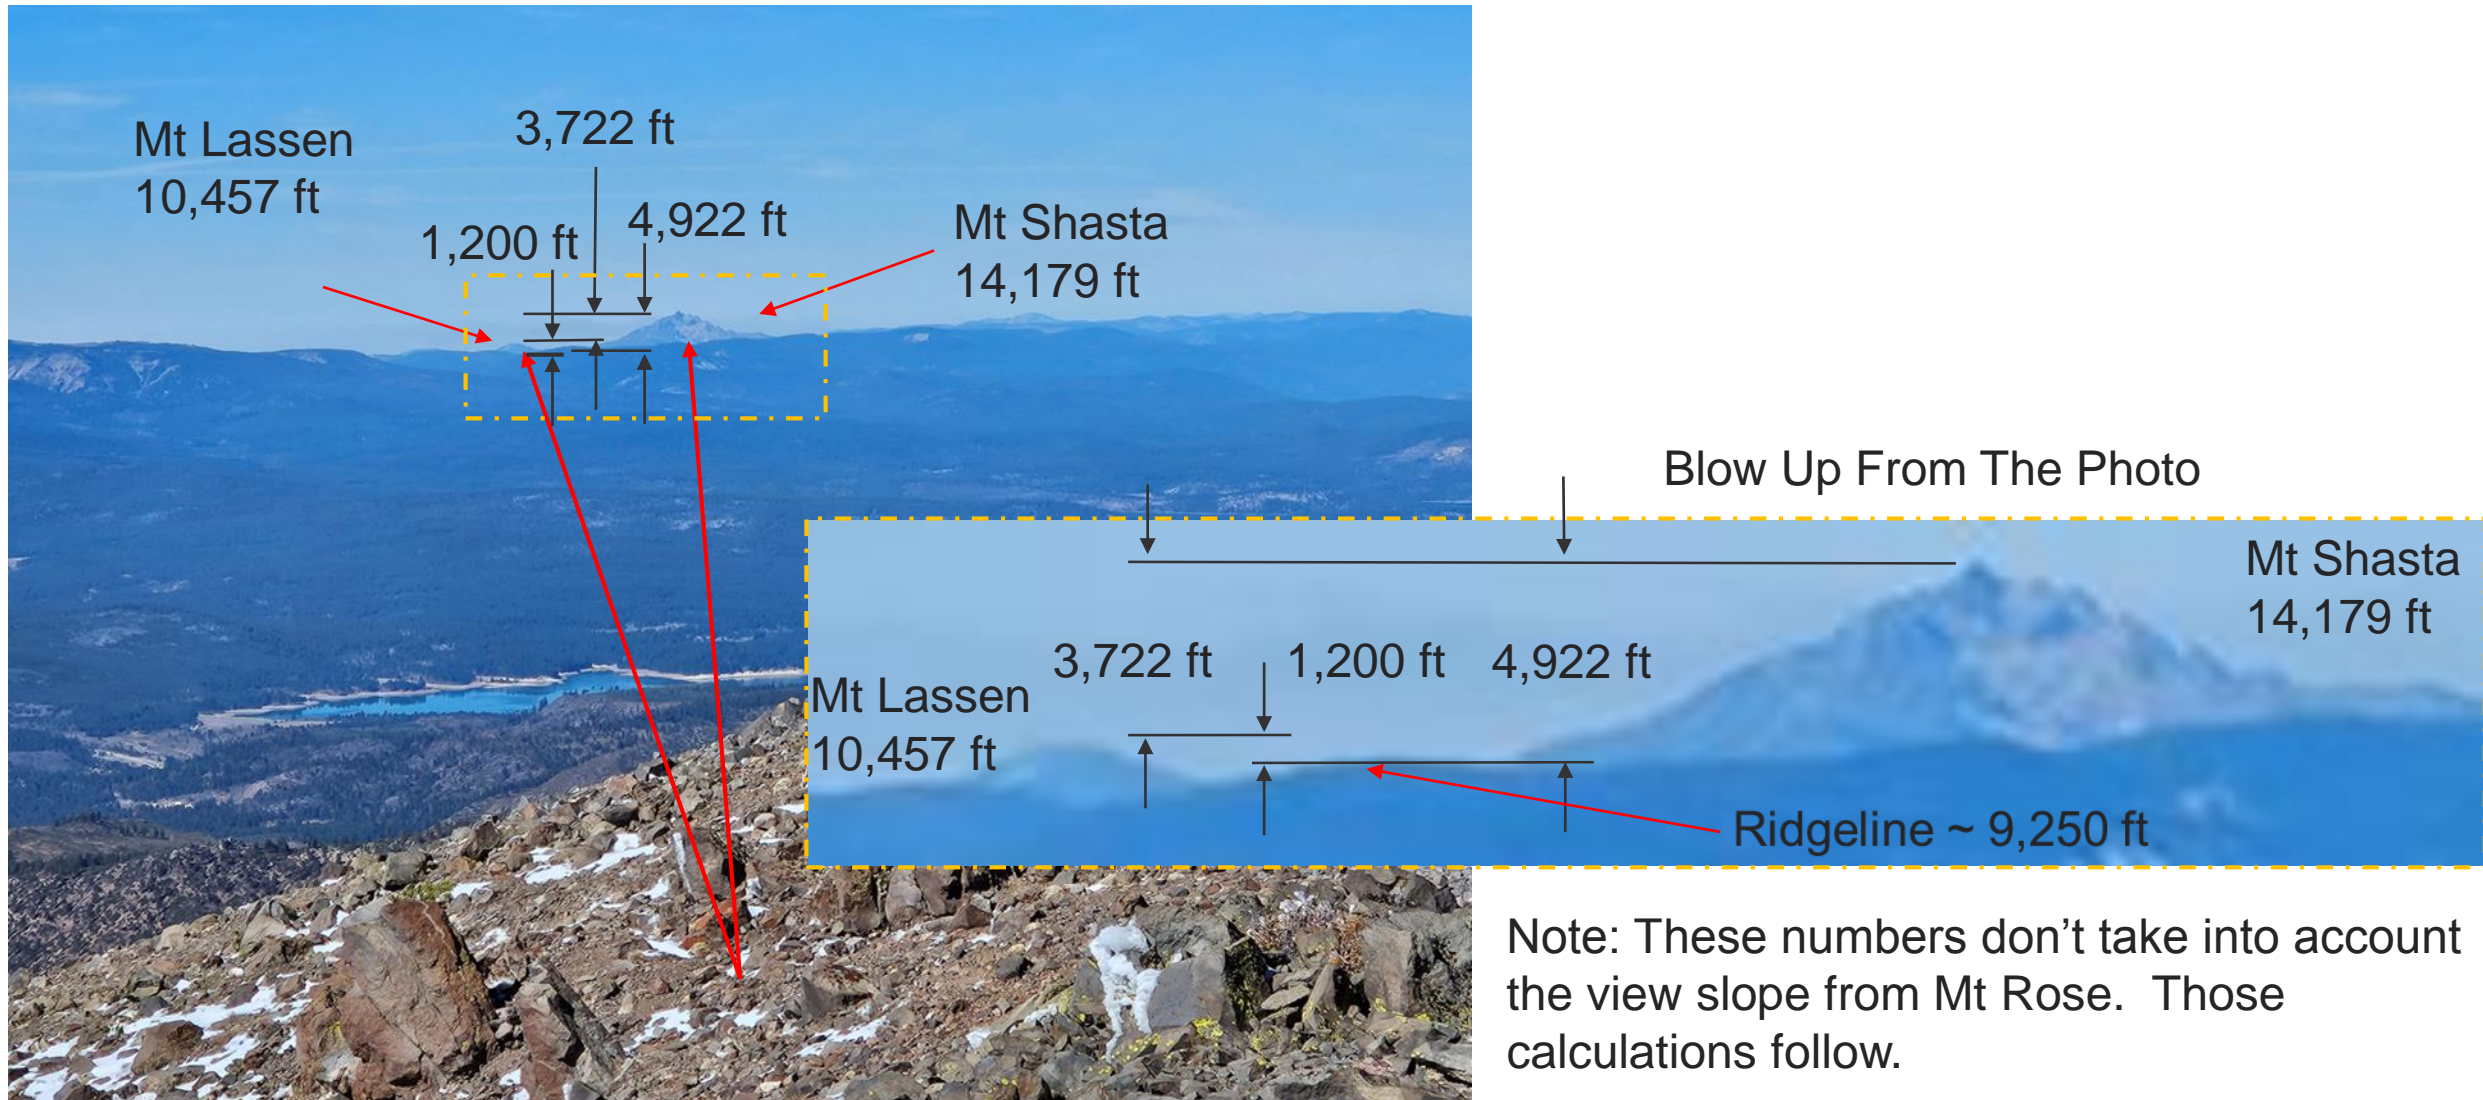 Mt Lassen
10,457 ft
3,722 ft
1,200 ft
4,922 ft
Mt Shasta
14,179 ft
Blow Up From The Photo
Mt Shasta
14,179 ft
3,722 ft
1,200 ft
4,922 ft
Mt Lassen
10,457 ft
Ridgeline ~ 9,250 ft
Note: These numbers don’t take into account
the view slope from Mt Rose.  Those
calculations follow.